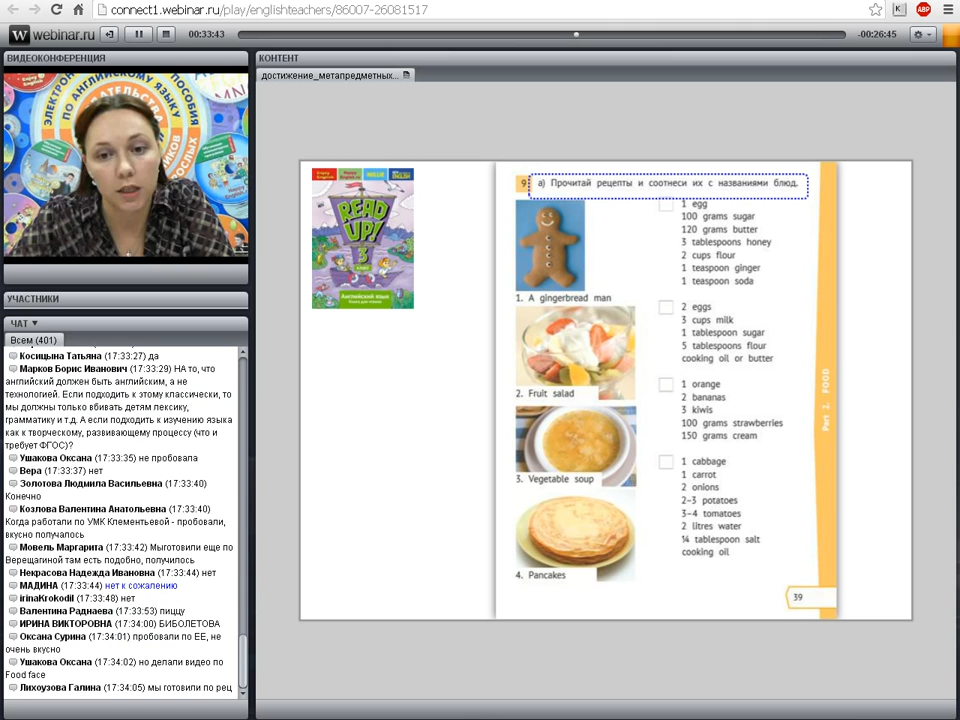 connect1.webinar.ru/play/englishteachers/86007-26081517
webinar.ru
00:33:43
-00:26:45
ВИДЕОКОНФЕРЕНЦИЯ
КОНТЕНТ
достижение_метапредметных...
УЧАСТНИКИ
ЧАТ
Всем (401)
Косицына Татьяна (17:33:27) да
Марков Борис Иванович (17:33:29) НА то, что
английский должен быть английским, а не
технологией. Если подходить к этому классически, то
мы должны только вбивать детям лексику,
грамматику и т.д. А если подходить к изучению языка
как к творческому, развивающему процессу (что и
требует ФГОС)?
Ушакова Оксана (17:33:35) не пробовала
Вера (17:33:37) нет
Золотова Людмила Васильевна (17:33:40)
Конечно
Козлова Валентина Анатольевна (17:33:40)
Когда работали по УМК Клементьевой - пробовали,
вкусно получалось
Мовель Маргарита (17:33:42) Мыготовили еще по
Верещагиной там есть подобно, получилось
Некрасова Надежда Ивановна (17:33:44) нет
МАДИНА (17:33:44) нет к сожалению
irinaKrokodil (17:33:48) нет
Валентина Раднаева (17:33:53) пиццу
ИРИНА ВИКТОРОВНА (17:34:00) БИБОЛЕТОВА
Оксана Сурина (17:34:01) пробовали по ЕЕ, не
очень вкусно
Ушакова Оксана (17:34:02) но делали видео по
Food face
Лихоузова Галина (17:34:05) мы готовили по рец
READ
UP!
3
КЛАСС
Английский язык
9 а) Прочитай рецепты и соотнеси их с названиями блюд.
1. A gingerbread man
2. Fruit salad
3. Vegetable soup
4. Pancakes
1 egg
100 grams sugar
120 grams butter
3 tablespoons honey
2 cups flour
1 teaspoon ginger
1 teaspoon soda
2 eggs
3 cups milk
1 tablespoon sugar
5 tablespoons flour
cooking oil or butter
1 orange
2 bananas
3 kiwis
100 grams strawberries
150 grams cream
1 cabbage
1 carrot
2 onions
2–3 potatoes
3–4 tomatoes
2 litres water
¼ tablespoon salt
cooking oil
Part 2. FOOD
39